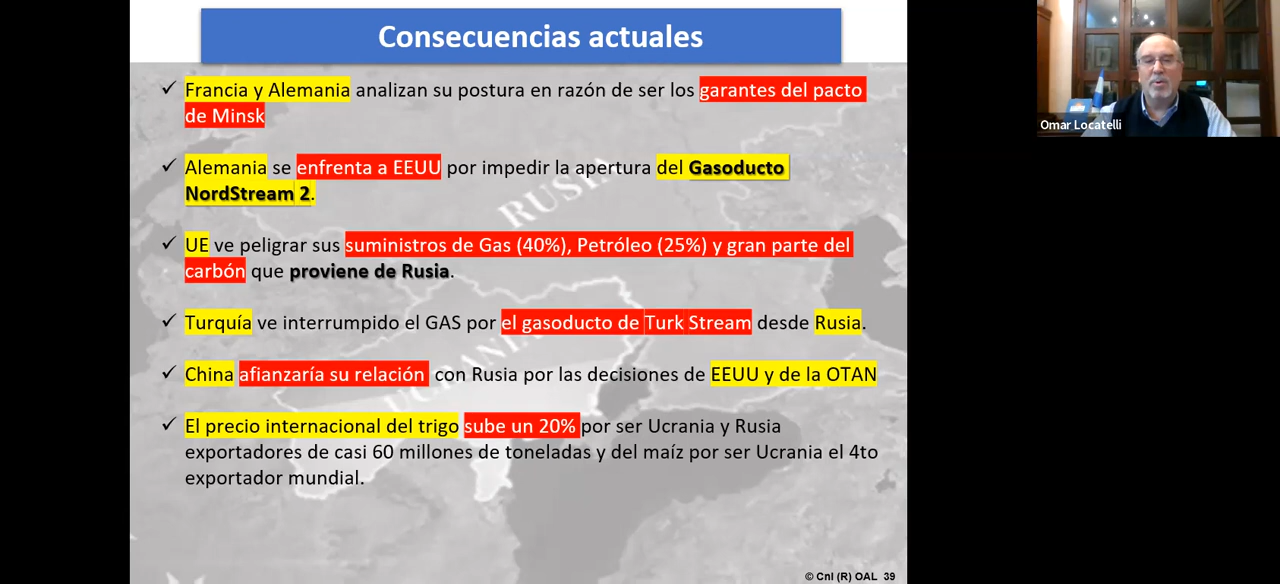 Consecuencias actuales
✓ Francia y Alemania analizan su postura en razón de ser los garantes del pacto
de Minsk
✓ Alemania se enfrenta a EEUU por impedir la apertura del Gasoducto
NordStream 2.
✓ UE ve peligrar sus suministros de Gas (40%), Petróleo (25%) y gran parte del
carbón que proviene de Rusia.
✓ Turquía ve interrumpido el GAS por el gasoducto de Turk Stream desde Rusia.
✓ China afianzaría su relación con Rusia por las decisiones de EEUU y de la OTAN
✓ El precio internacional del trigo sube un 20% por ser Ucrania y Rusia
exportadores de casi 60 millones de toneladas y del maíz por ser Ucrania el 4to
exportador mundial.
RUSIA
UCRANIA
© Cnl (R) OAL 39
Omar Locatelli